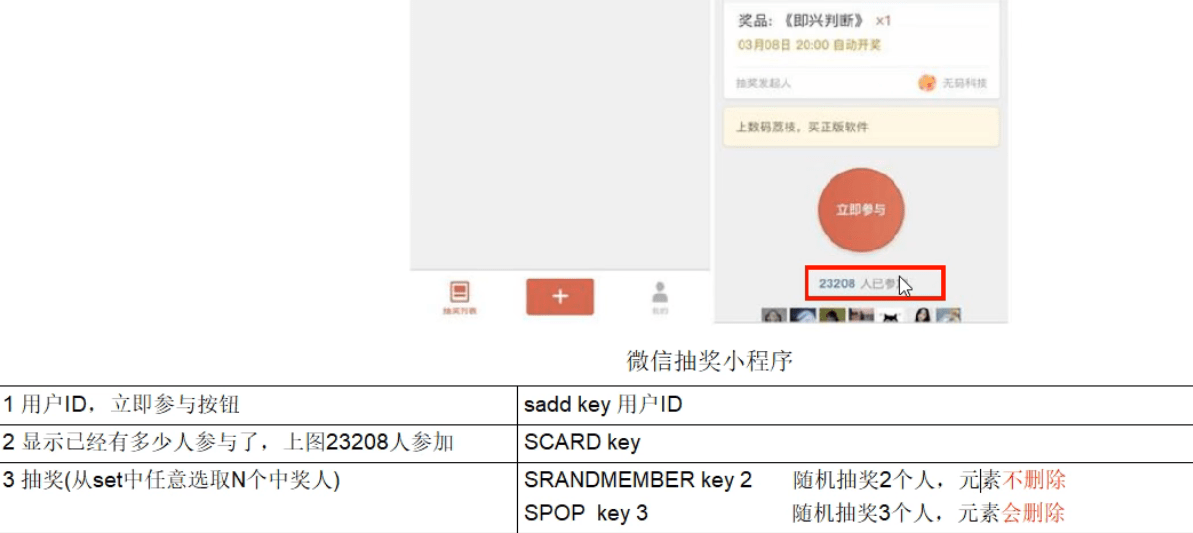 奖品：《即兴判断》 ×1
03月08日 20:00 自动开奖
抽奖发起人 无码科技
上数码荔枝，买正版软件
立即参与
23208 人已参
抽奖列表 我的
微信抽奖小程序
1 用户ID，立即参与按钮 sadd key 用户ID
2 显示已经有多少人参与了，上图23208人参加 SCARD key
3 抽奖(从set中任意选取N个中奖人) SRANDMEMBER key 2 随机抽奖2个人，元素不删除
SPOP key 3 随机抽奖3个人，元素会删除